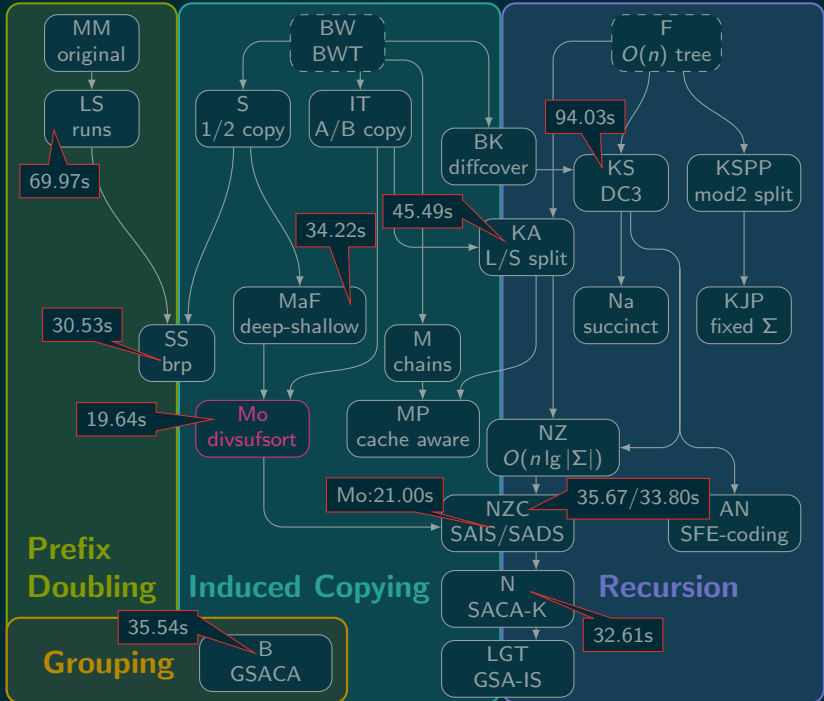 MM
original
BW
BWT
F
O(n) tree
LS
runs
S
1/2 copy
IT
A/B copy
94.03s
BK
diffcover
KS
DC3
KSPP
mod2 split
69.97s
45.49s
34.22s
KA
L/S split
MaF
deep-shallow
Na
succinct
KJP
fixed Σ
30.53s
SS
brp
M
chains
19.64s
Mo
divsufsort
MP
cache aware
NZ
O(n lg |Σ|)
Mo:21.00s
NZC
SAIS/SADS
35.67/33.80s
AN
SFE-coding
Prefix
Doubling
Induced Copying
Recursion
N
SACA-K
35.54s
32.61s
Grouping
B
GSACA
LGT
GSA-IS